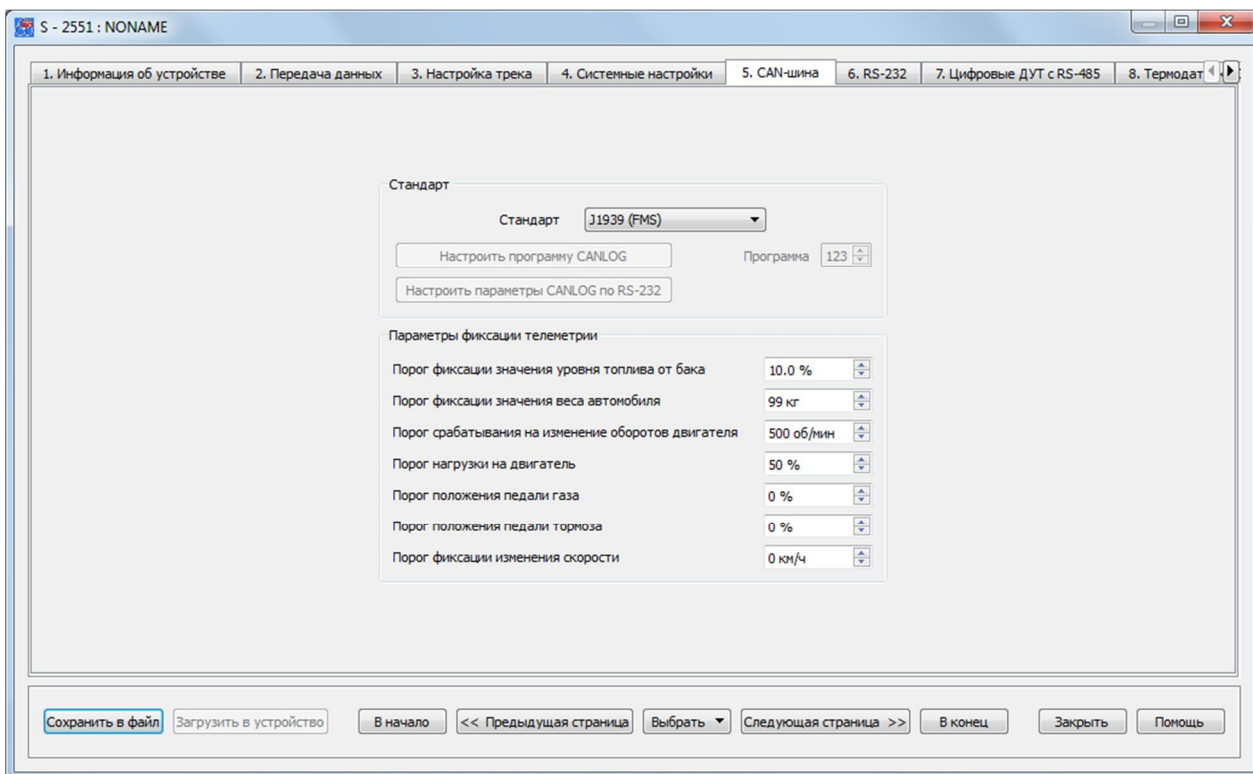 S - 2551 : NONAME
1. Информация об устройстве 2. Передача данных 3. Настройка трека 4. Системные настройки 5. CAN-шина 6. RS-232 7. Цифровые ДУТ с RS-485 8. Термодат
Стандарт
Стандарт J1939 (FMS)
Настроить программу CANLOG Программа 123
Настроить параметры CANLOG по RS-232
Параметры фиксации телеметрии
Порог фиксации значения уровня топлива от бака 10.0 %
Порог фиксации значения веса автомобиля 99 кг
Порог срабатывания на изменение оборотов двигателя 500 об/мин
Порог нагрузки на двигатель 50 %
Порог положения педали газа 0 %
Порог положения педали тормоза 0 %
Порог фиксации изменения скорости 0 км/ч
Сохранить в файл Загрузить в устройство В начало << Предыдущая страница Выбрать Следующая страница >> В конец Закрыть Помощь